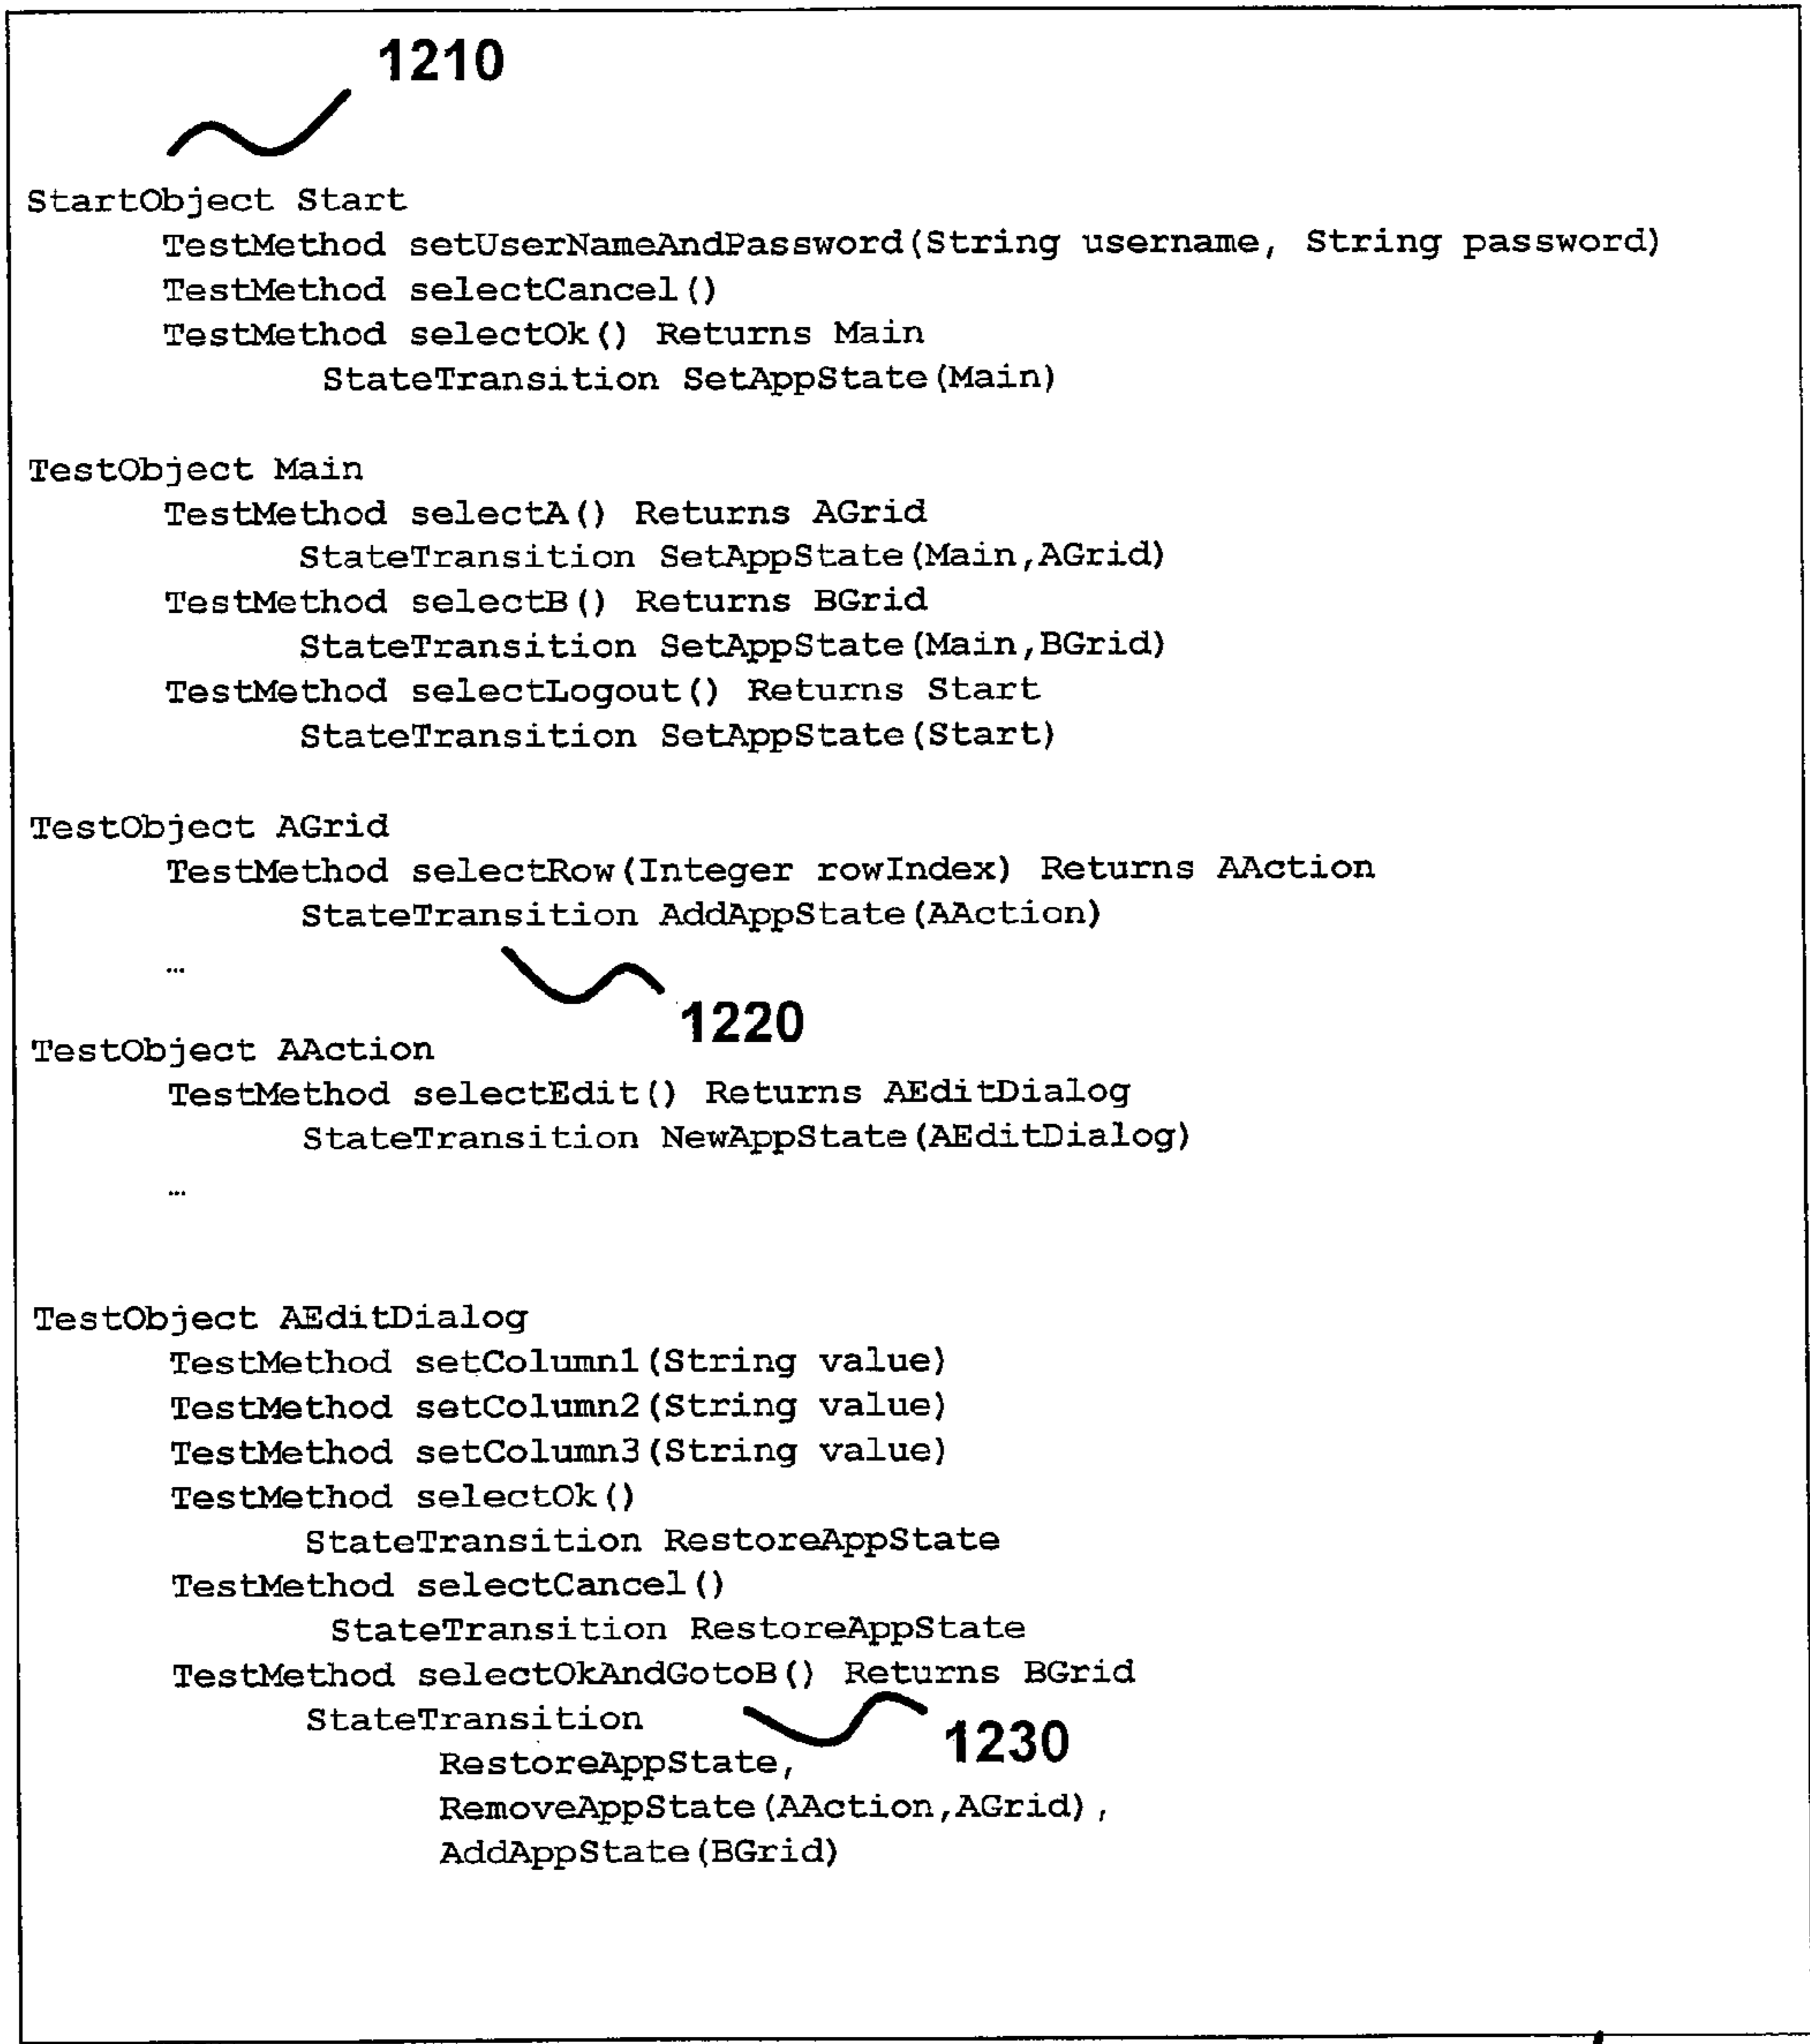 1210
StartObject Start
TestMethod setUserNameAndPassword(String username, String password)
TestMethod selectCancel()
TestMethod selectOk() Returns Main
StateTransition SetAppState(Main)
TestObject Main
TestMethod selectA() Returns AGrid
StateTransition SetAppState(Main,AGrid)
TestMethod selectB() Returns BGrid
StateTransition SetAppState(Main,BGrid)
TestMethod selectLogout() Returns Start
StateTransition SetAppState(Start)
TestObject AGrid
TestMethod selectRow(Integer rowIndex) Returns AAction
StateTransition AddAppState(AAction)
…
1220
TestObject AAction
TestMethod selectEdit() Returns AEditDialog
StateTransition NewAppState(AEditDialog)
…
TestObject AEditDialog
TestMethod setColumn1(String value)
TestMethod setColumn2(String value)
TestMethod setColumn3(String value)
TestMethod selectOk()
StateTransition RestoreAppState
TestMethod selectCancel()
StateTransition RestoreAppState
TestMethod selectOkAndGotoB() Returns BGrid
StateTransition
1230
RestoreAppState,
RemoveAppState(AAction,AGrid),
AddAppState(BGrid)